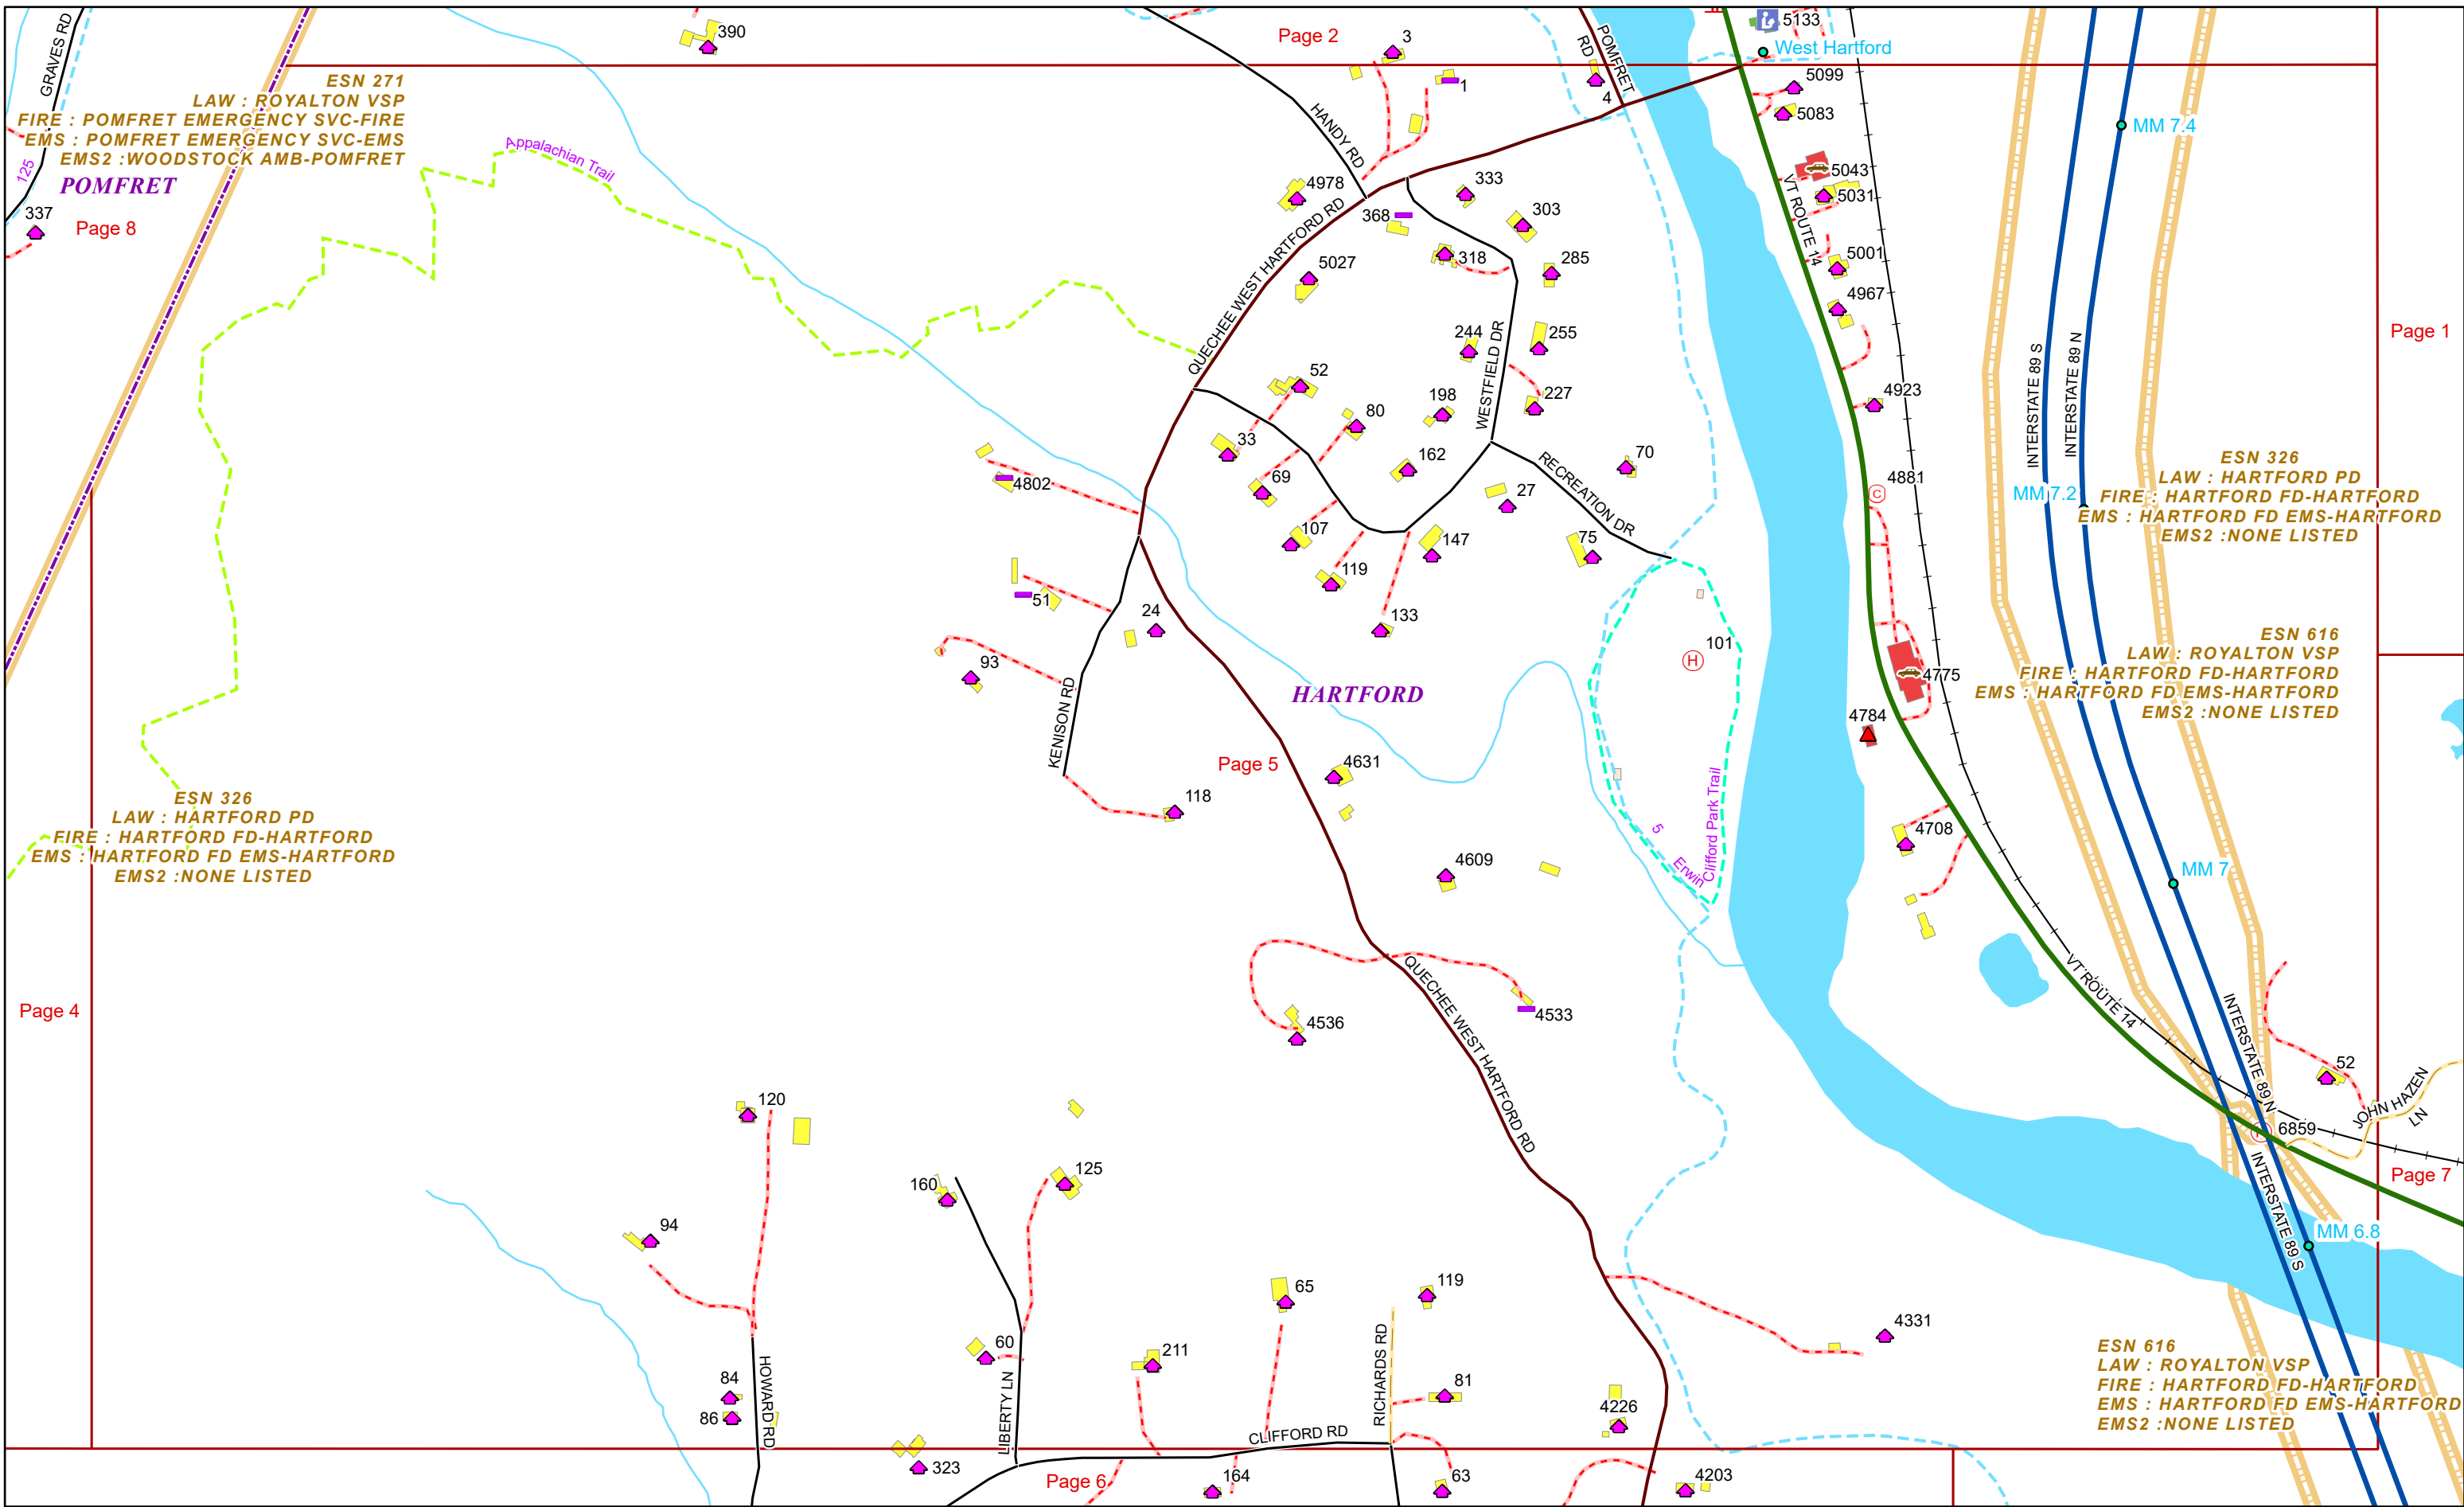 GRAVES RD
390
Page 2
3
1
POMFRET
RD
4
5133
West Hartford
5099
5083
MM 7.4
ESN 271
LAW : ROYALTON VSP
FIRE : POMFRET EMERGENCY SVC-FIRE
EMS : POMFRET EMERGENCY SVC-EMS
EMS2 :WOODSTOCK AMB-POMFRET
125
POMFRET
337
Page 8
Appalachian Trail
HANDY RD
4978
368
333
303
318
285
5027
QUECHEE WEST HARTFORD RD
5043
5031
VT ROUTE 14
5001
4967
Page 1
INTERSTATE 89 S
INTERSTATE 89 N
244
255
WESTFIELD DR
52
80
198
227
4923
33
69
162
70
RECREATION DR
27
4802
107
147
75
119
133
4881
C
MM 7.2
ESN 326
LAW : HARTFORD PD
FIRE : HARTFORD FD-HARTFORD
EMS : HARTFORD FD EMS-HARTFORD
EMS2 :NONE LISTED
51
24
93
KENISON RD
HARTFORD
101
H
4775
4784
ESN 616
LAW : ROYALTON VSP
FIRE : HARTFORD FD-HARTFORD
EMS : HARTFORD FD EMS-HARTFORD
EMS2 :NONE LISTED
Page 5
4631
118
ESN 326
LAW : HARTFORD PD
FIRE : HARTFORD FD-HARTFORD
EMS : HARTFORD FD EMS-HARTFORD
EMS2 :NONE LISTED
5
Erwin
Clifford Park Trail
4708
4609
MM 7
Page 4
QUECHEE WEST HARTFORD RD
4536
4533
VT ROUTE 14
INTERSTATE 89 N
52
JOHN HAZEN
LN
6859
INTERSTATE 89 S
Page 7
MM 6.8
120
160
125
94
65
119
4331
60
211
84
86
HOWARD RD
LIBERTY LN
RICHARDS RD
81
4226
CLIFFORD RD
ESN 616
LAW : ROYALTON VSP
FIRE : HARTFORD FD-HARTFORD
EMS : HARTFORD FD EMS-HARTFORD
EMS2 :NONE LISTED
323
Page 6
164
63
4203